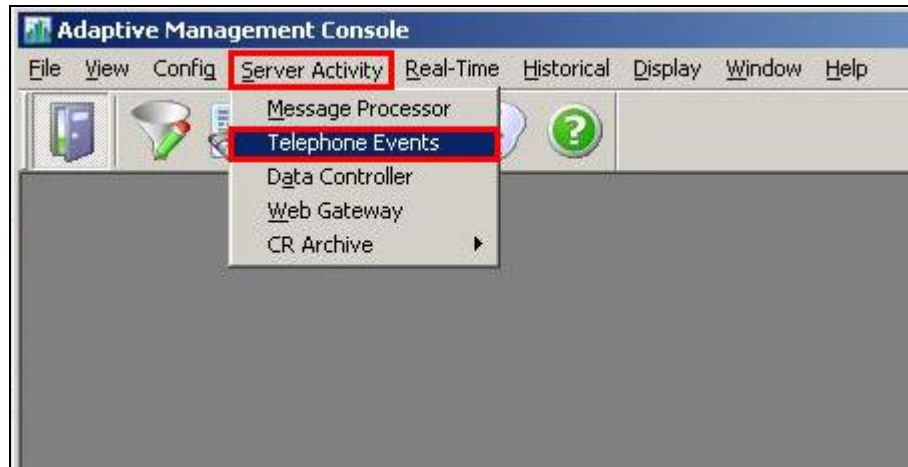 Adaptive Management Console
File View Config Server Activity Real-Time Historical Display Window Help
Message Processor
Telephone Events
Data Controller
Web Gateway
CR Archive